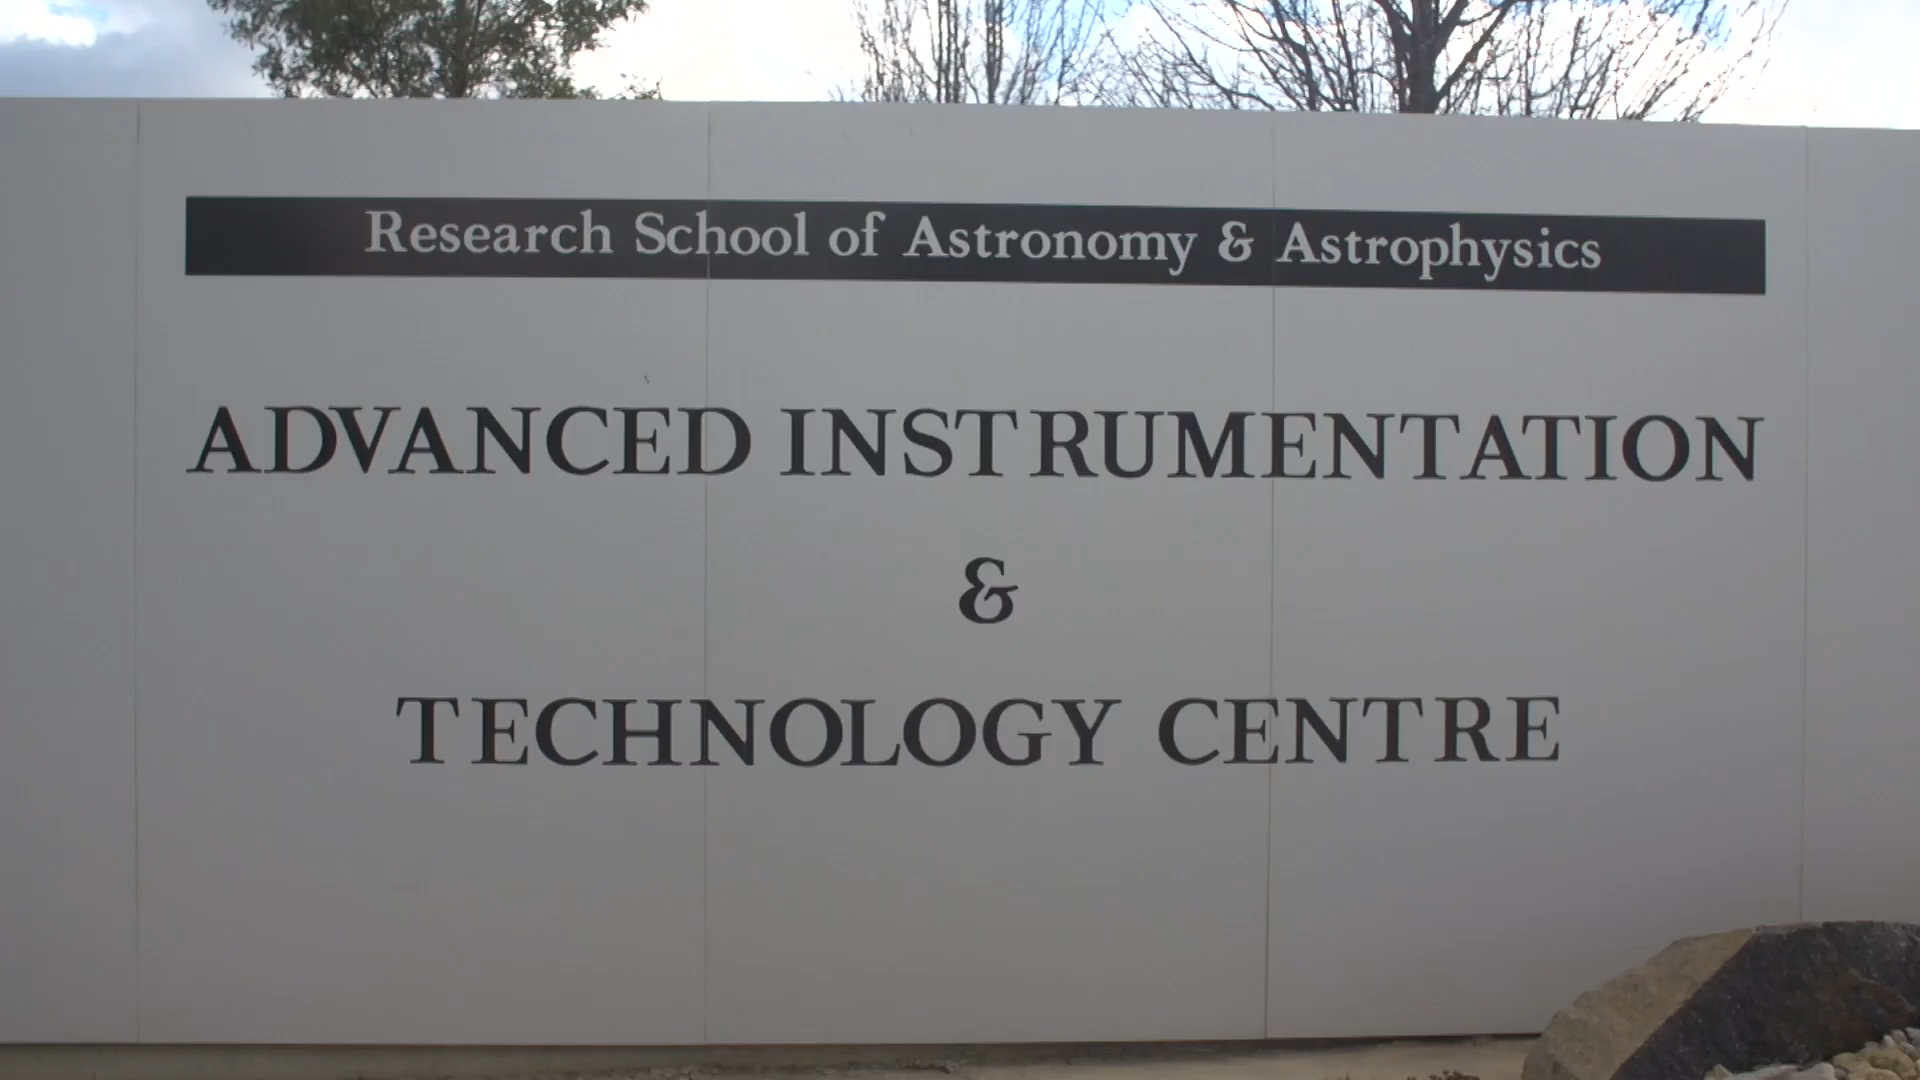 Research School of Astronomy & Astrophysics
ADVANCED INSTRUMENTATION
&
TECHNOLOGY CENTRE